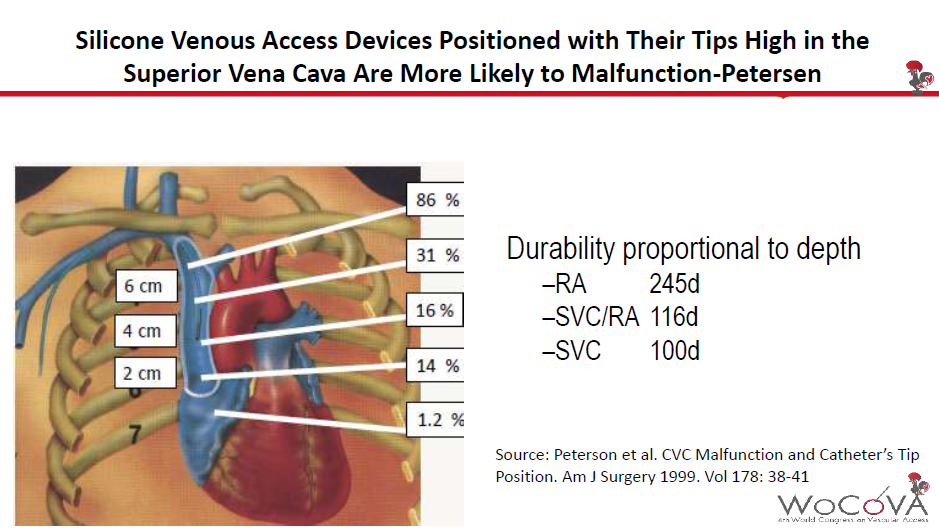 Silicone Venous Access Devices Positioned with Their Tips High in the
Superior Vena Cava Are More Likely to Malfunction-Petersen
86 %
31 %
6 cm
16 %
4 cm
14 %
2 cm
1.2 %
7
Durability proportional to depth
–RA 245d
–SVC/RA 116d
–SVC 100d
Source: Peterson et al. CVC Malfunction and Catheter’s Tip
Position. Am J Surgery 1999. Vol 178: 38-41
WoCoVA
4th World Congress on Vascular Access